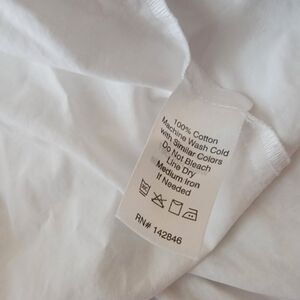 100% Cotton
Machine Wash Cold
with Similar Colors
Do Not Bleach
Line Dry
Medium Iron
If Needed
RN# 142846